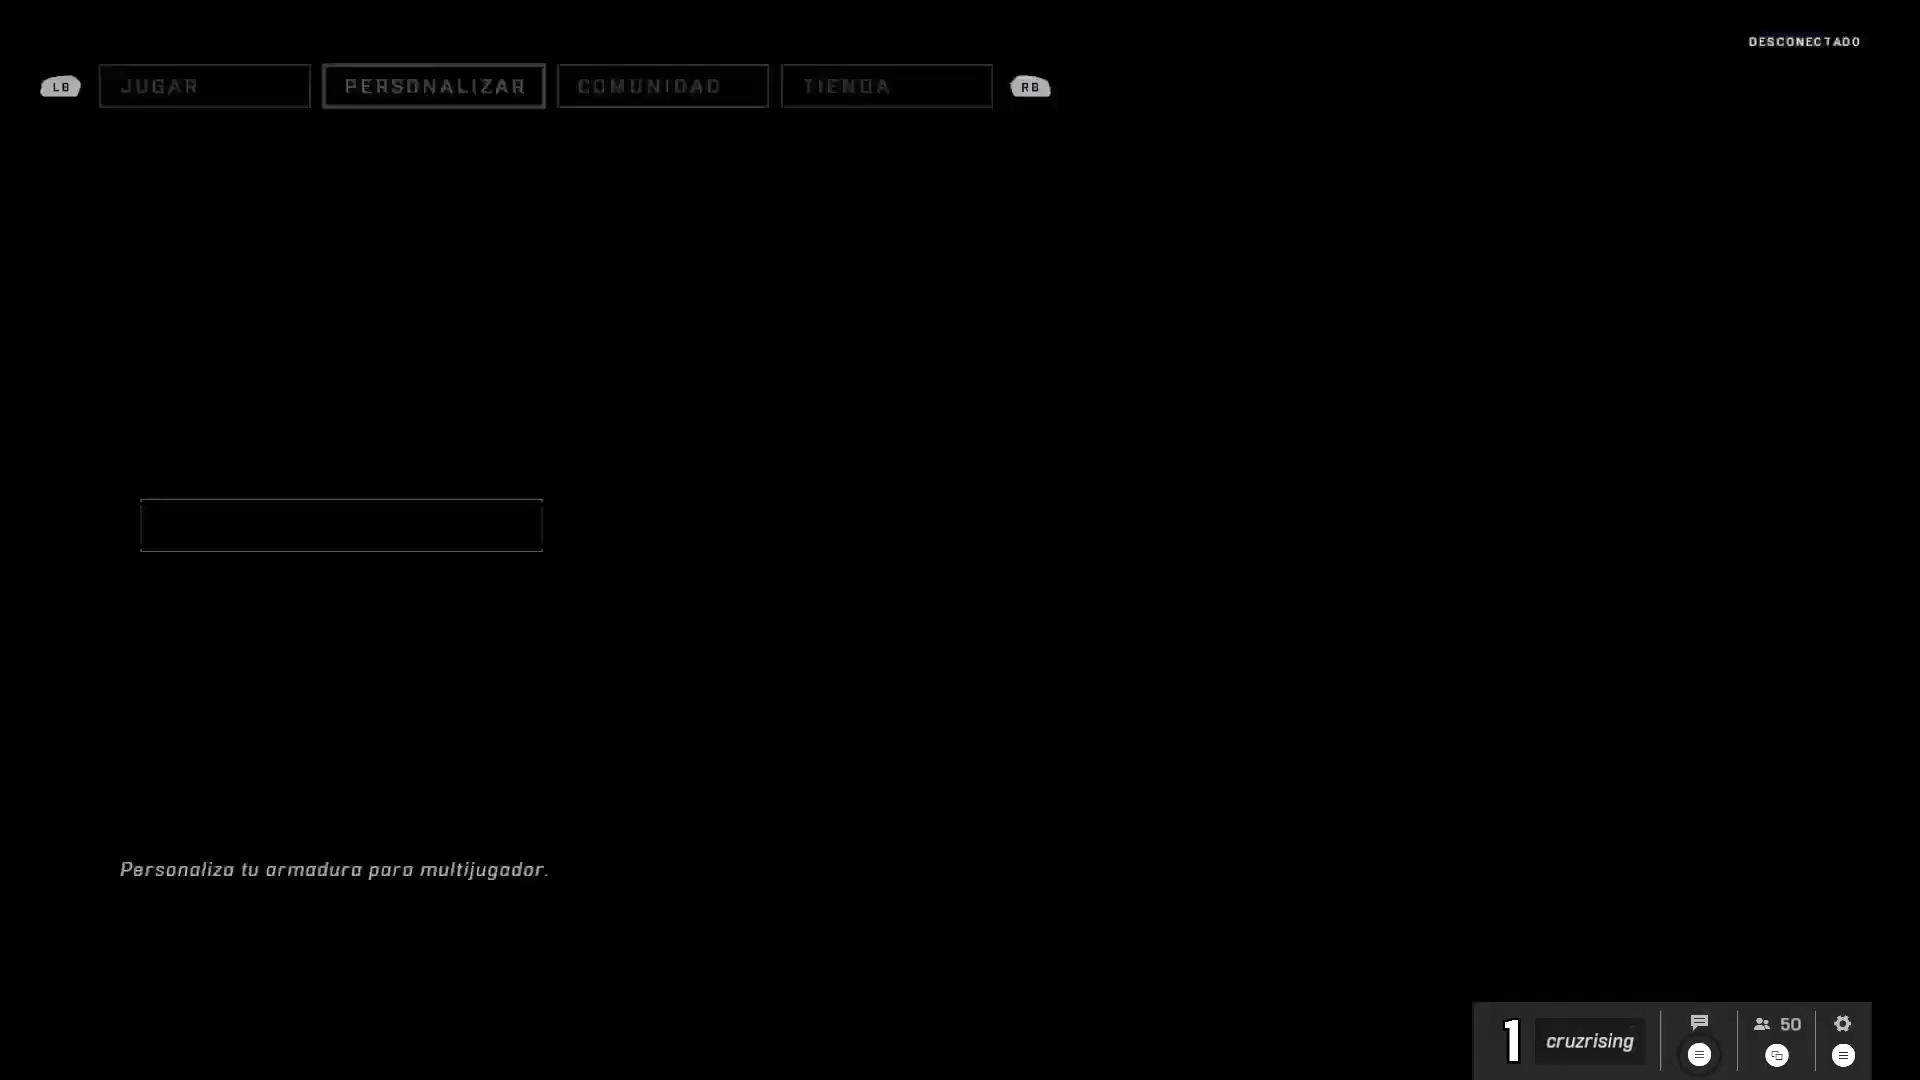 DESCONECTADO
LB JUGAR PERSONALIZAR COMUNIDAD TIENDA RB
Personaliza tu armadura para multijugador.
1 cruzrising 50